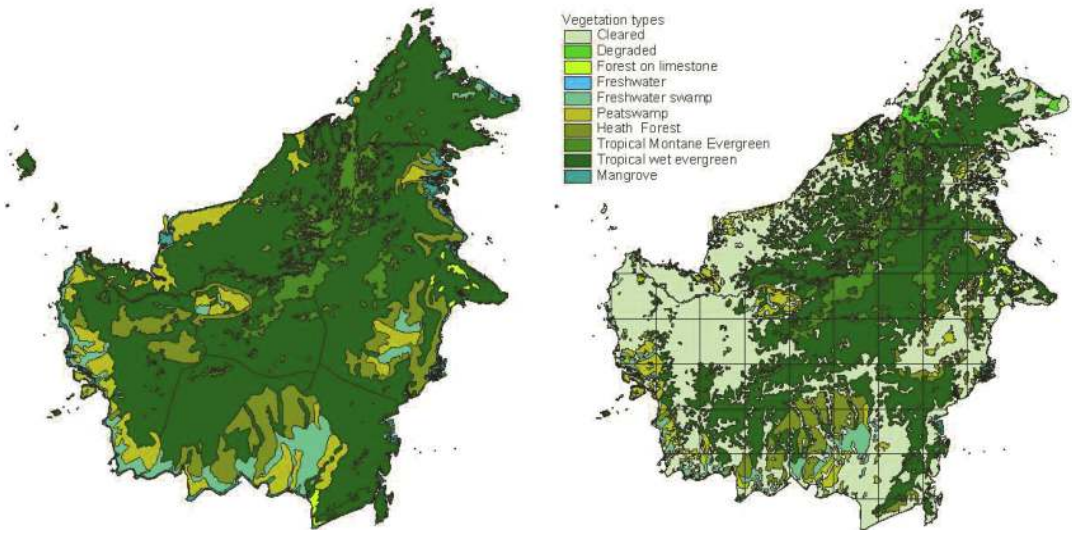 Vegetation types
Cleared
Degraded
Forest on limestone
Freshwater
Freshwater swamp
Peatswamp
Heath Forest
Tropical Montane Evergreen
Tropical wet evergreen
Mangrove